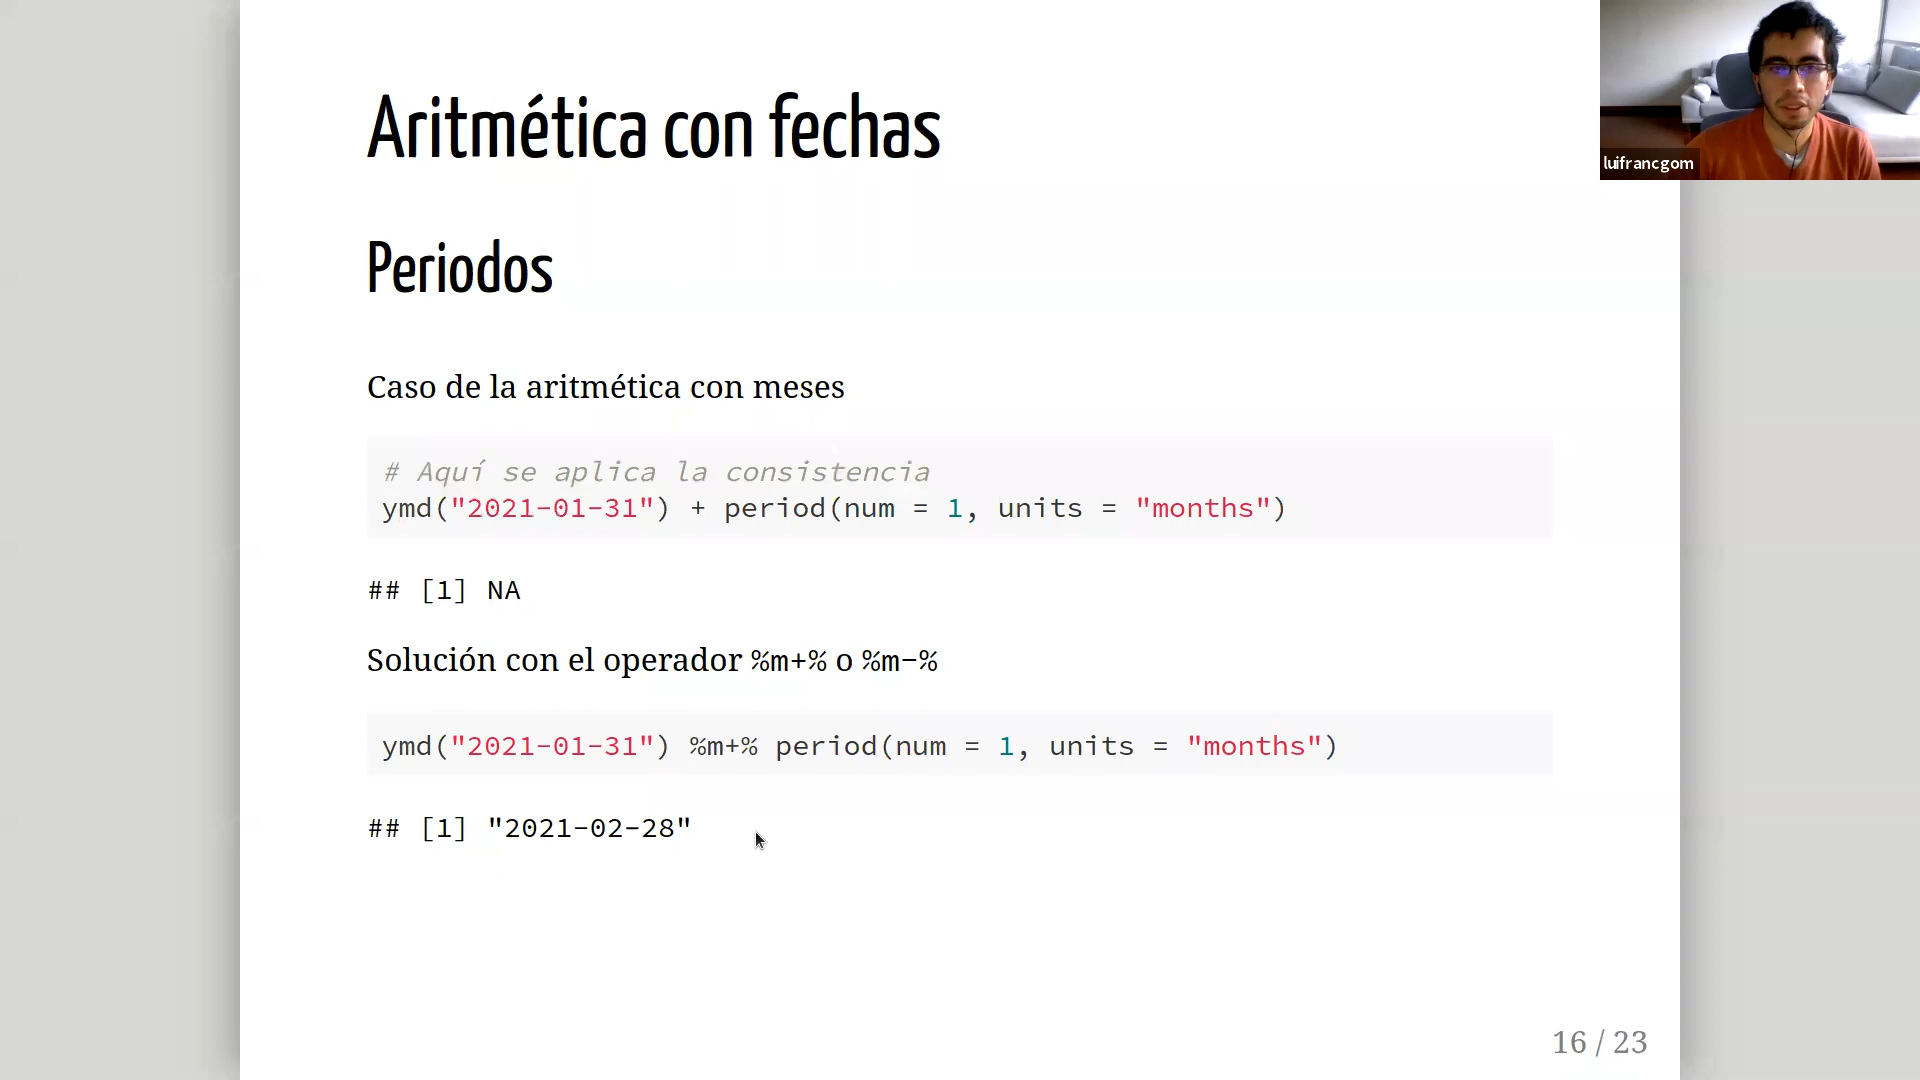 Aritmética con fechas
Periodos
Caso de la aritmética con meses
# Aquí se aplica la consistencia
ymd("2021-01-31") + period(num = 1, units = "months")
## [1] NA
Solución con el operador %m+% o %m-%
ymd("2021-01-31") %m+% period(num = 1, units = "months")
## [1] "2021-02-28"
16 / 23
luifrancgom